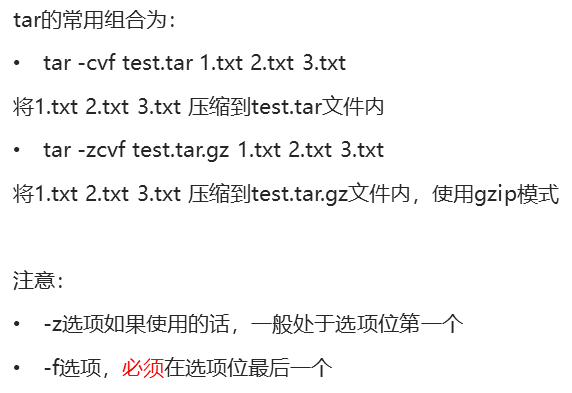 tar的常用组合为：
• tar -cvf test.tar 1.txt 2.txt 3.txt
将1.txt 2.txt 3.txt 压缩到test.tar文件内
• tar -zcvf test.tar.gz 1.txt 2.txt 3.txt
将1.txt 2.txt 3.txt 压缩到test.tar.gz文件内，使用gzip模式
注意：
• -z选项如果使用的话，一般处于选项位第一个
• -f选项，必须在选项位最后一个